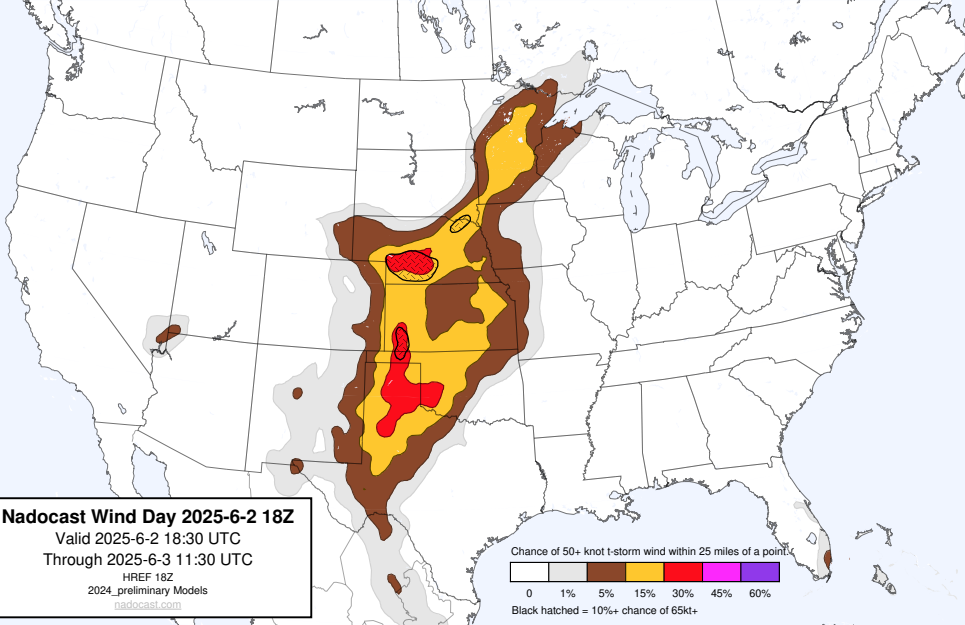 Nadocast Wind Day 2025-6-2 18Z
Valid 2025-6-2 18:30 UTC
Through 2025-6-3 11:30 UTC
HREF 18Z
2024_preliminary Models
nadocast.com
Chance of 50+ knot t-storm wind within 25 miles of a point.
0 1% 5% 15% 30% 45% 60%
Black hatched = 10%+ chance of 65kt+